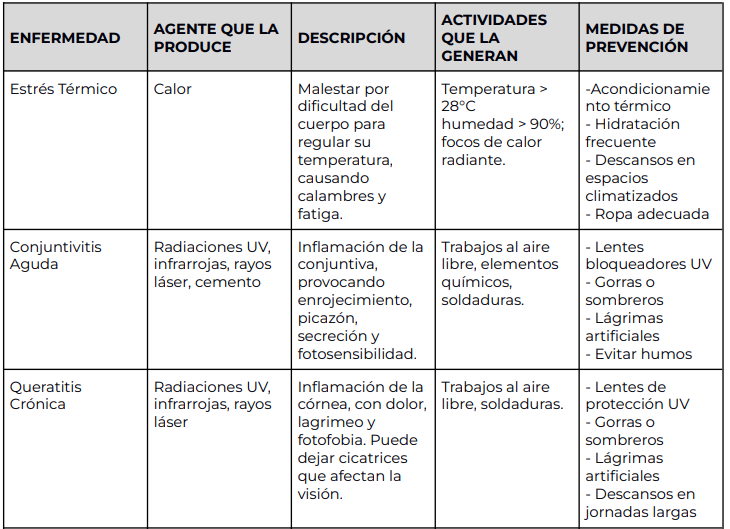 ENFERMEDAD
AGENTE QUE LA
PRODUCE
DESCRIPCIÓN
ACTIVIDADES
QUE LA
GENERAN
MEDIDAS DE
PREVENCIÓN
Estrés Térmico
Calor
Malestar por
dificultad del
cuerpo para
regular su
temperatura,
causando
calambres y
fatiga.
Temperatura >
28°C
humedad > 90%;
focos de calor
radiante.
-Acondicionamie
nto térmico
- Hidratación
frecuente
- Descansos en
espacios
climatizados
- Ropa adecuada
Conjuntivitis
Aguda
Radiaciones UV,
infrarrojas, rayos
láser, cemento
Inflamación de la
conjuntiva,
provocando
enrojecimiento,
picazón,
secreción y
fotosensibilidad.
Trabajos al aire
libre, elementos
químicos,
soldaduras.
- Lentes
bloqueadores UV
- Gorras o
sombreros
- Lágrimas
artificiales
- Evitar humos
Queratitis
Crónica
Radiaciones UV,
infrarrojas, rayos
láser
Inflamación de la
córnea, con dolor,
lagrimeo y
fotofobia. Puede
dejar cicatrices
que afectan la
visión.
Trabajos al aire
libre, soldaduras.
- Lentes de
protección UV
- Gorras o
sombreros
- Lágrimas
artificiales
- Descansos en
jornadas largas